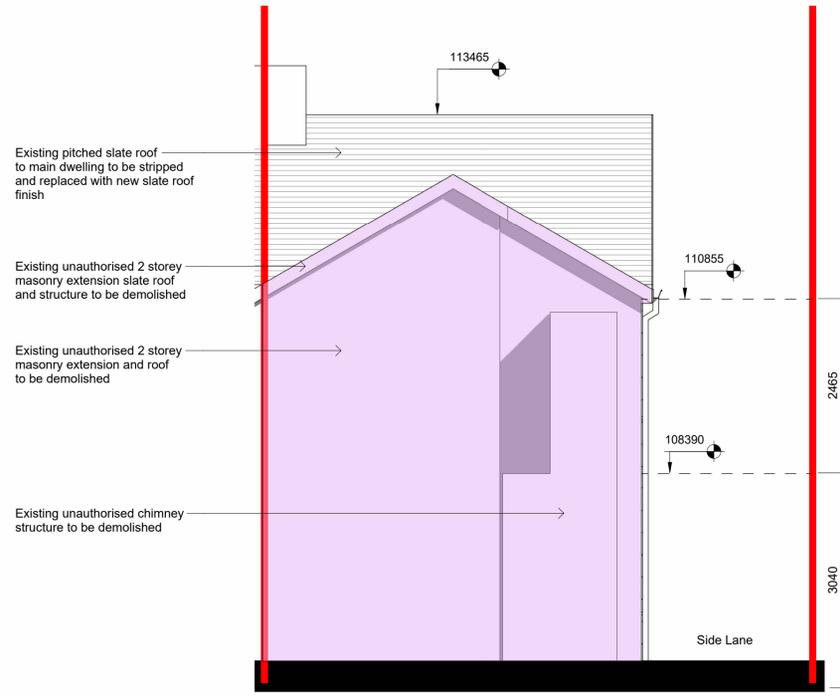 113465
Existing pitched slate roof
to main dwelling to be stripped
and replaced with new slate roof
finish
110855
Existing unauthorised 2 storey
masonry extension slate roof
and structure to be demolished
Existing unauthorised 2 storey
masonry extension and roof
to be demolished
2465
108390
Existing unauthorised chimney
structure to be demolished
3040
Side Lane